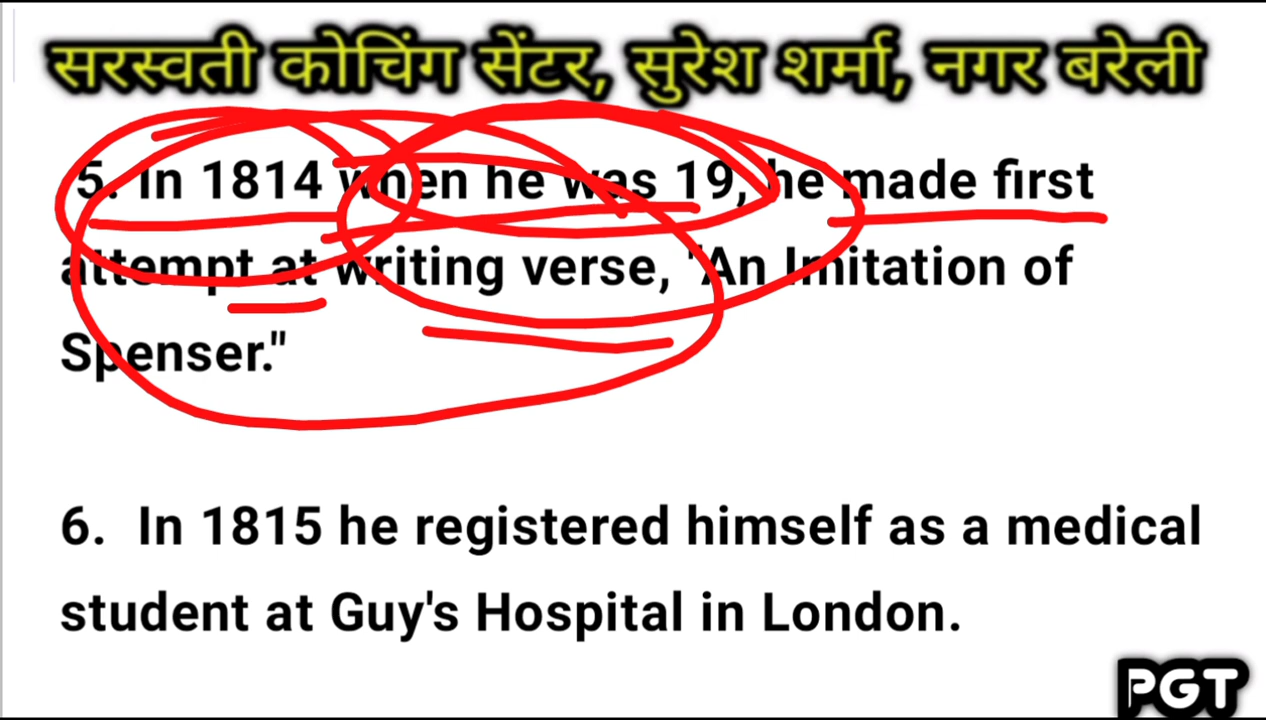 सरस्वती कोचिंग सेंटर, सुरेश शर्मा, नगर बरेली
5. In 1814 when he was 19, he made first
attempt at writing verse, "An Imitation of
Spenser."
6. In 1815 he registered himself as a medical
student at Guy's Hospital in London.
PGT